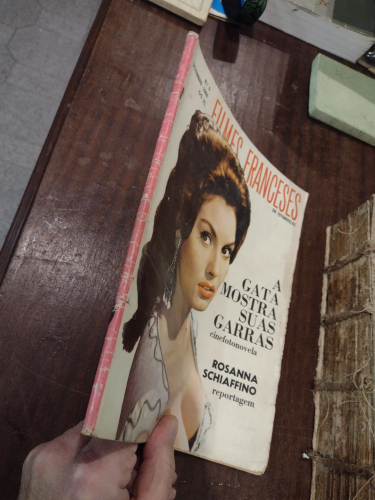 FILMES FRANCESES
A
GATA
MOSTRA
SUAS
GARRAS
cinefotonovela
ROSANNA
SCHIAFFINO
reportagem